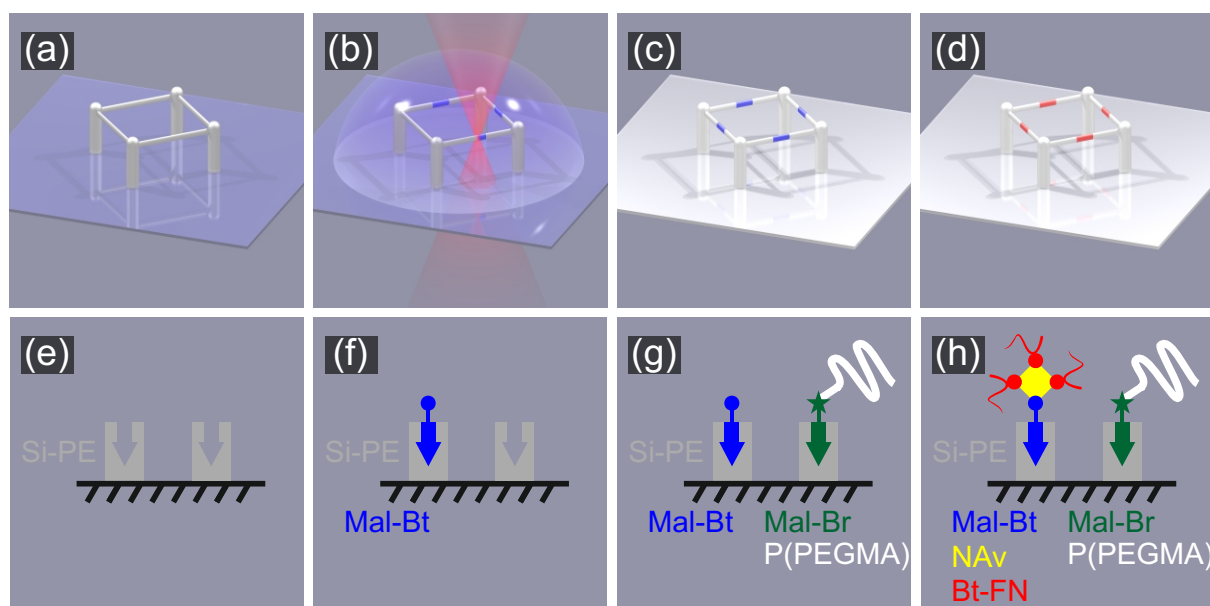 (a)
(b)
(c)
(d)
(e)
Si-PE
(f)
Si-PE
Mal-Bt
(g)
Si-PE
Mal-Bt
Mal-Br
P(PEGMA)
(h)
Si-PE
Mal-Bt
Mal-Br
NAv
P(PEGMA)
Bt-FN